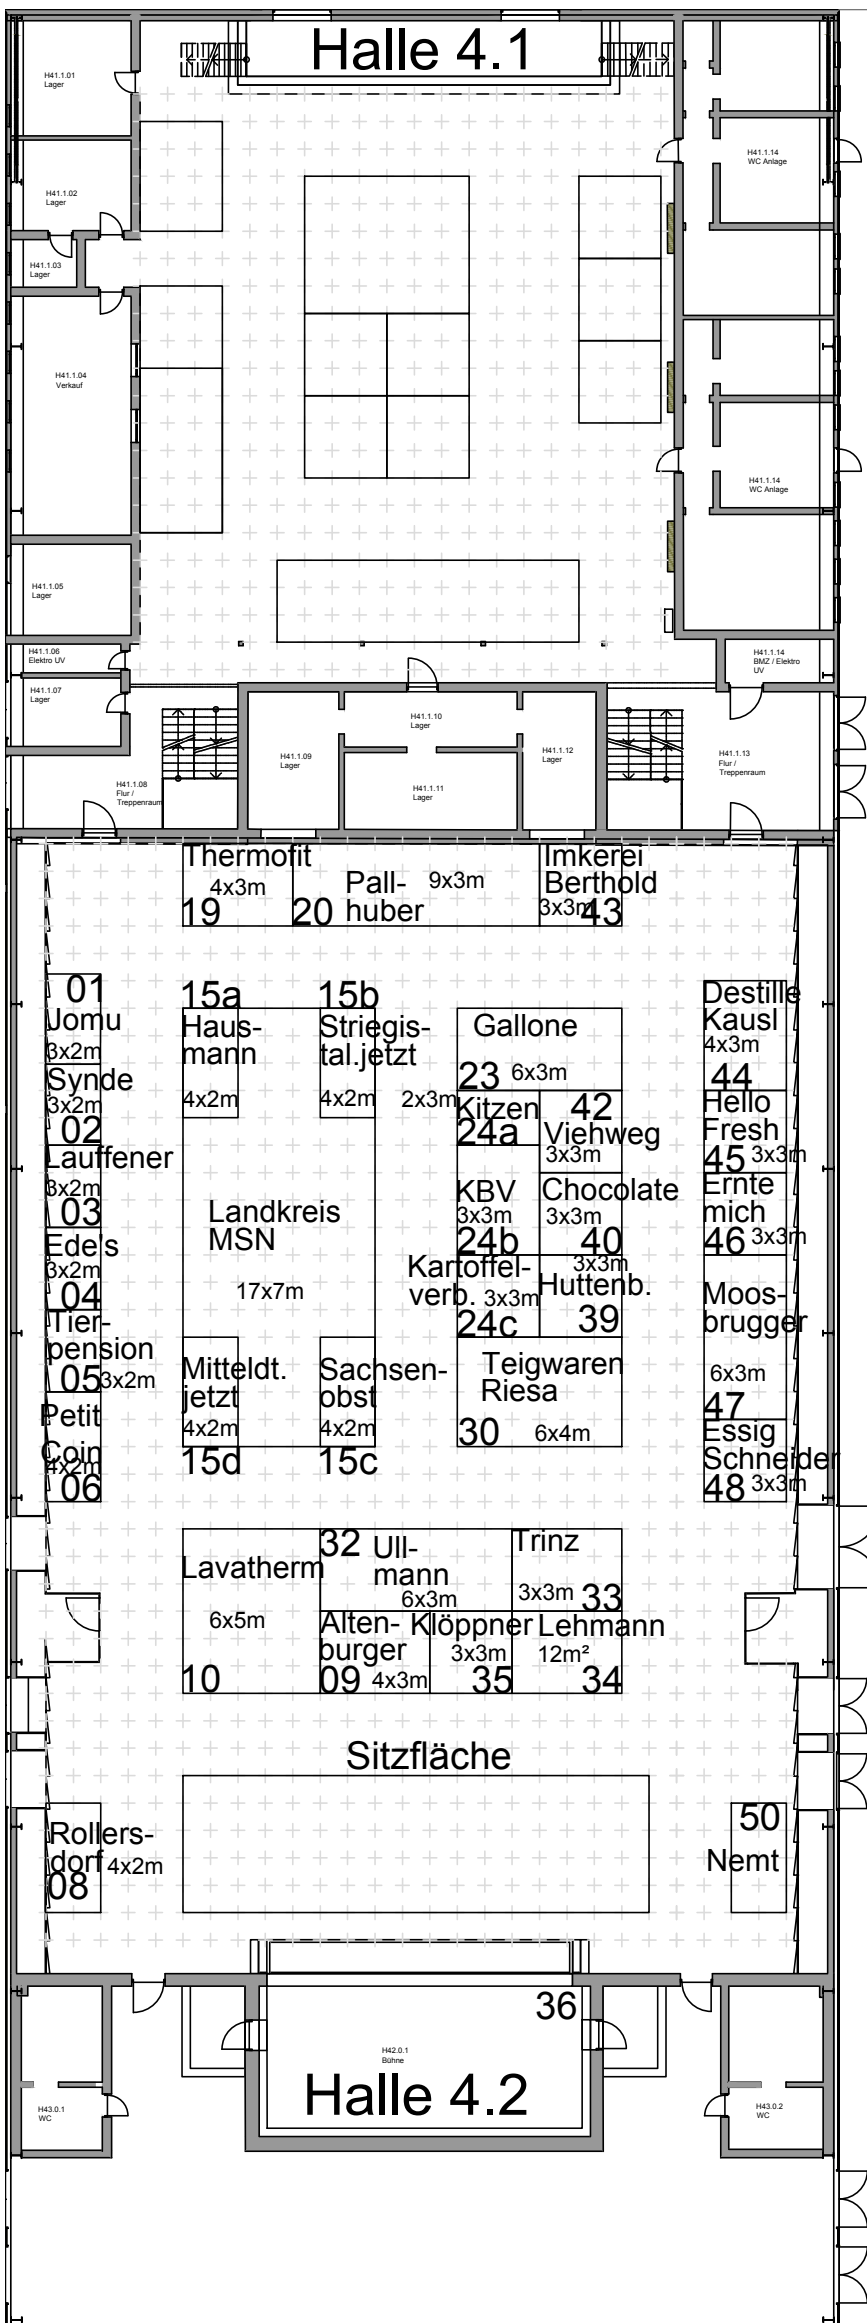 Halle 4.1
H41.1.01
Lager
H41.1.14
WC Anlage
H41.1.02
Lager
H41.1.03
Lager
H41.1.04
Verkauf
H41.1.14
WC Anlage
H41.1.05
Lager
H41.1.06
Elektro UV
H41.1.14
BMZ / Elektro
UV
H41.1.07
Lager
H41.1.08
Flur /
Treppenraum
H41.1.09
Lager
H41.1.10
Lager
H41.1.11
Lager
H41.1.12
Lager
H41.1.13
Flur /
Treppenraum
Thermofit
4x3m
19
20
Pall-
huber
9x3m
Imkerei
Berthold
3x3m
43
01
Jomu
3x2m
Synde
3x2m
02
Lauffener
3x2m
03
Ede's
3x2m
04
Tier-
pension
05
3x2m
Petit
Coin
4x2m
06
15a
Haus-
mann
4x2m
15b
Striegis-
tal.jetzt
4x2m
Landkreis
MSN
17x7m
Mitteldt.
jetzt
4x2m
15d
Sachsen-
obst
4x2m
15c
Gallone
23 6x3m
2x3m
Kitzen
24a
42
Viehweg
3x3m
KBV
3x3m
24b
Chocolate
3x3m
40
Kartoffel-
verb. 3x3m
24c
3x3m
Huttenb.
39
Teigwaren
Riesa
30 6x4m
Destille
Kausl
4x3m
44
Hello
Fresh
45 3x3m
Ernte
mich
46 3x3m
Moos-
brugger
6x3m
47
Essig
Schneider
48 3x3m
Lavatherm
6x5m
10
32
Ull-
mann
6x3m
Trinz
3x3m 33
Alten-
burger
09 4x3m
Klöppner
3x3m
35
Lehmann
12m²
34
Sitzfläche
Rollers-
dorf 4x2m
08
50
Nemt
36
H42.0.1
Bühne
Halle 4.2
H43.0.1
WC
H43.0.2
WC